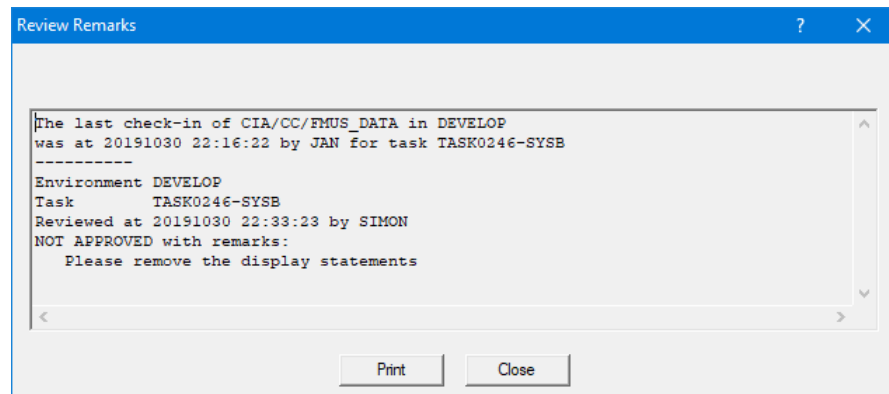 Review Remarks
The last check-in of CIA/CC/FMUS_DATA in DEVELOP
was at 20191030 22:16:22 by JAN for task TASK0246-SYSB
----------
Environment DEVELOP
Task        TASK0246-SYSB
Reviewed at 20191030 22:33:23 by SIMON
NOT APPROVED with remarks:
   Please remove the display statements
Print Close